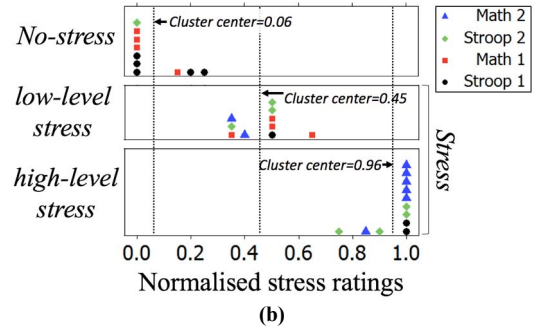 No-stress
Cluster center=0.06
low-level
stress
Cluster center=0.45
high-level
stress
Cluster center=0.96
Stress
Math 2
Stroop 2
Math 1
Stroop 1
0.0 0.2 0.4 0.6 0.8 1.0
Normalised stress ratings
(b)